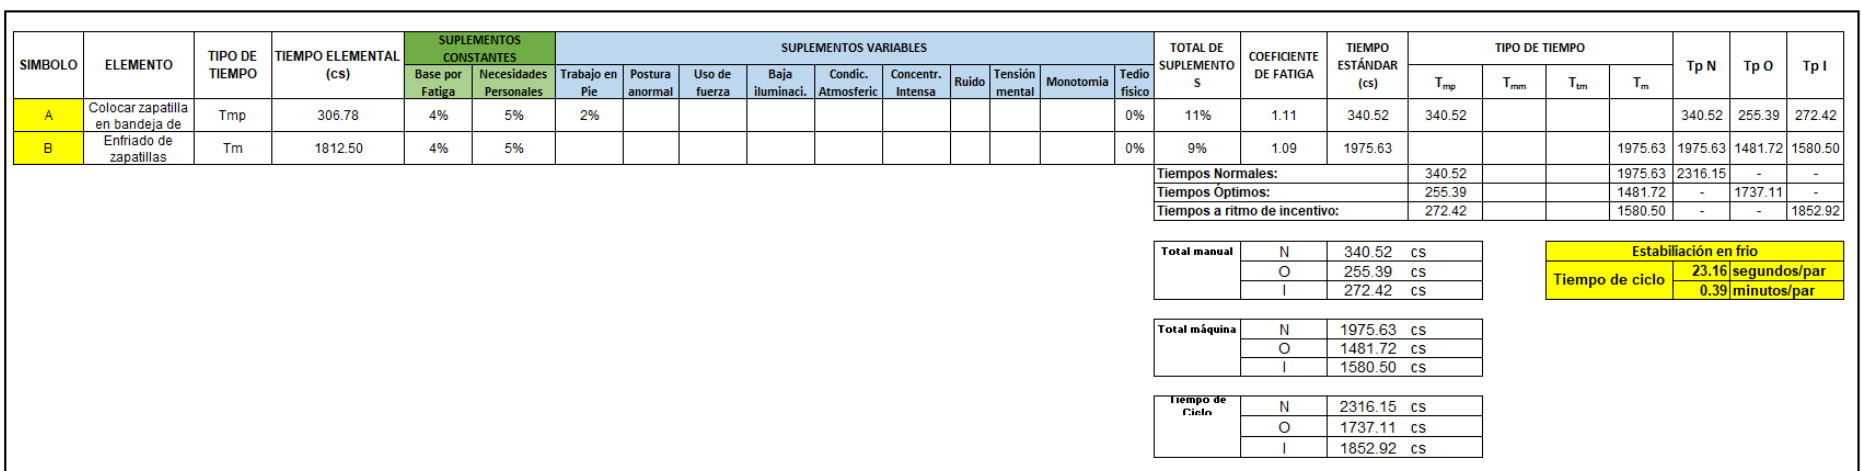 SIMBOLO ELEMENTO TIPO DE TIEMPO TIEMPO ELEMENTAL (cs) SUPLEMENTOS CONSTANTES SUPLEMENTOS VARIABLES TOTAL DE SUPLEMENTO S COEFICIENTE DE FATIGA TIEMPO ESTÁNDAR (cs) TIPO DE TIEMPO Tp N Tp O Tp I
Base por Fatiga Necesidades Personales Trabajo en Pie Postura anormal Uso de fuerza Baja iluminaci. Condic. Atmosferic Concentr. Intensa Ruido Tensión mental Monotomia Tedio fisico Tmp Tmm Ttm Tm
A Colocar zapatilla en bandeja de Tmp 306.78 4% 5% 2% 0% 11% 1.11 340.52 340.52 340.52 255.39 272.42
B Enfriado de zapatillas Tm 1812.50 4% 5% 0% 9% 1.09 1975.63 1975.63 1975.63 1481.72 1580.50
Tiempos Normales: 340.52 1975.63 2316.15 - -
Tiempos Óptimos: 255.39 1481.72 - 1737.11 -
Tiempos a ritmo de incentivo: 272.42 1580.50 - - 1852.92
Total manual N 340.52 cs
O 255.39 cs
I 272.42 cs
Estabiliación en frio
Tiempo de ciclo 23.16 segundos/par
0.39 minutos/par
Total máquina N 1975.63 cs
O 1481.72 cs
I 1580.50 cs
Tiempo de Ciclo N 2316.15 cs
O 1737.11 cs
I 1852.92 cs